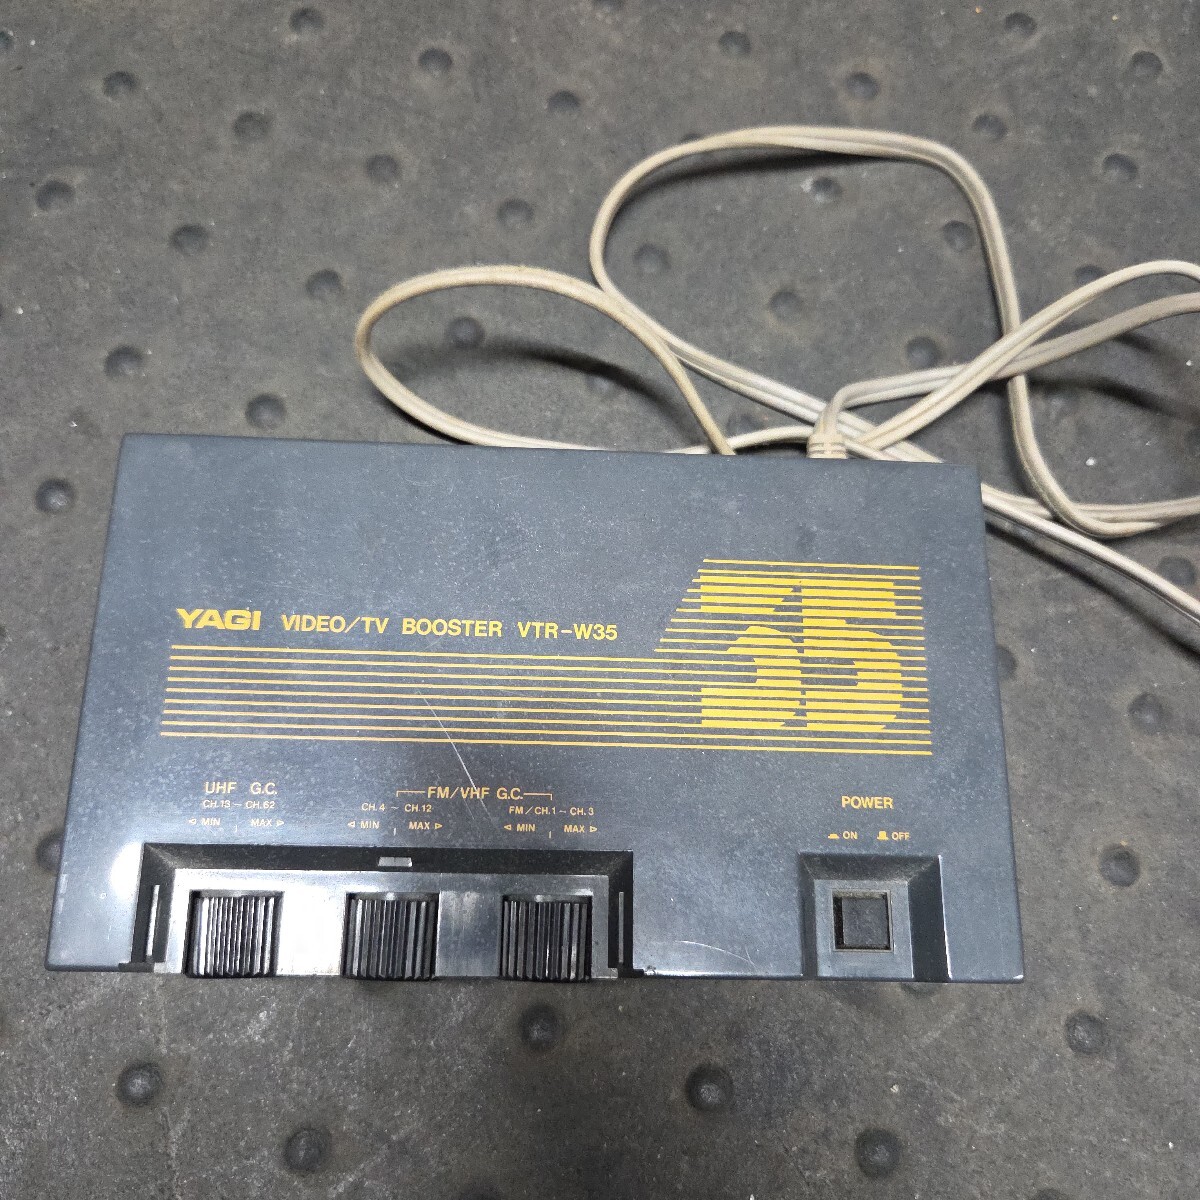 YAGI VIDEO/TV BOOSTER VTR-W35
35
UHF G.C.
CH.13 ~ CH.62
◁ MIN MAX ▷
FM/VHF G.C.
CH.4 ~ CH.12 FM/CH.1 ~ CH.3
◁ MIN MAX ▷ ◁ MIN MAX ▷
POWER
ON OFF